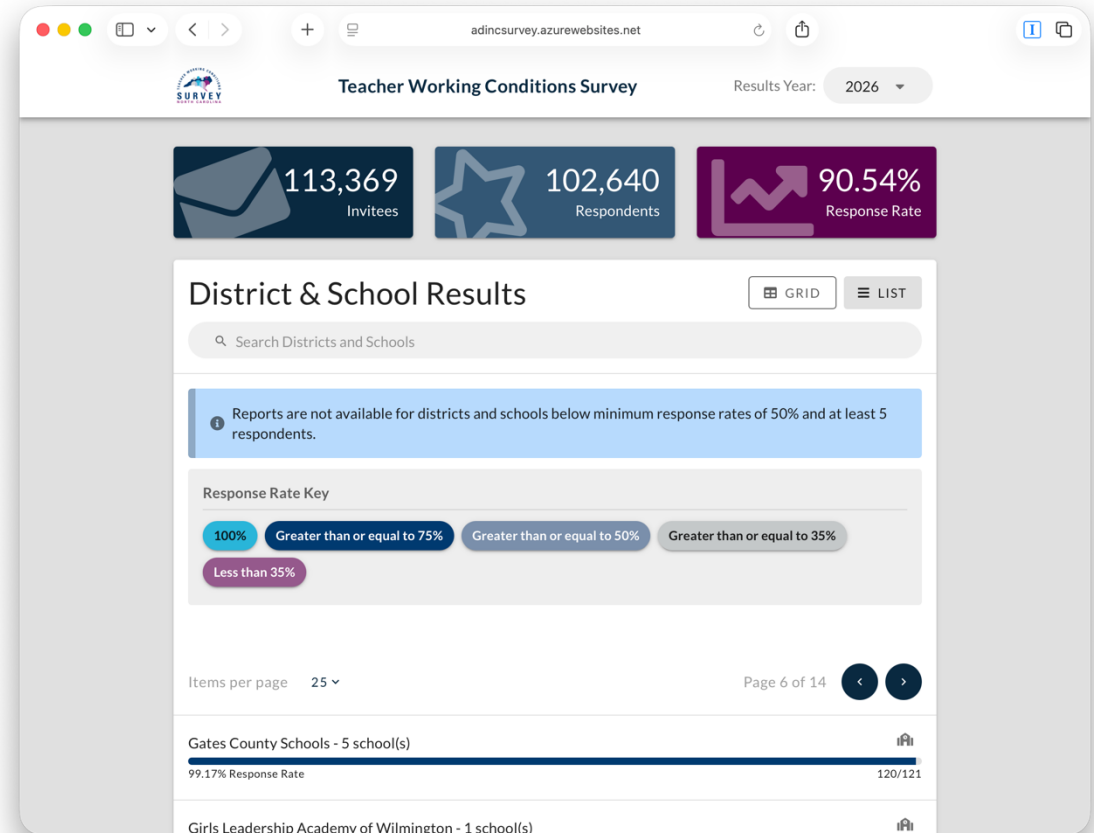 adincsurvey.azurewebsites.net
SURVEY
NORTH CAROLINA
Teacher Working Conditions Survey
Results Year:
2026
113,369
Invitees
102,640
Respondents
90.54%
Response Rate
District & School Results
GRID
LIST
Search Districts and Schools
Reports are not available for districts and schools below minimum response rates of 50% and at least 5
respondents.
Response Rate Key
100%
Greater than or equal to 75%
Greater than or equal to 50%
Greater than or equal to 35%
Less than 35%
Items per page
25
Page 6 of 14
Gates County Schools - 5 school(s)
99.17% Response Rate
120/121
Girls Leadership Academy of Wilmington - 1 school(s)